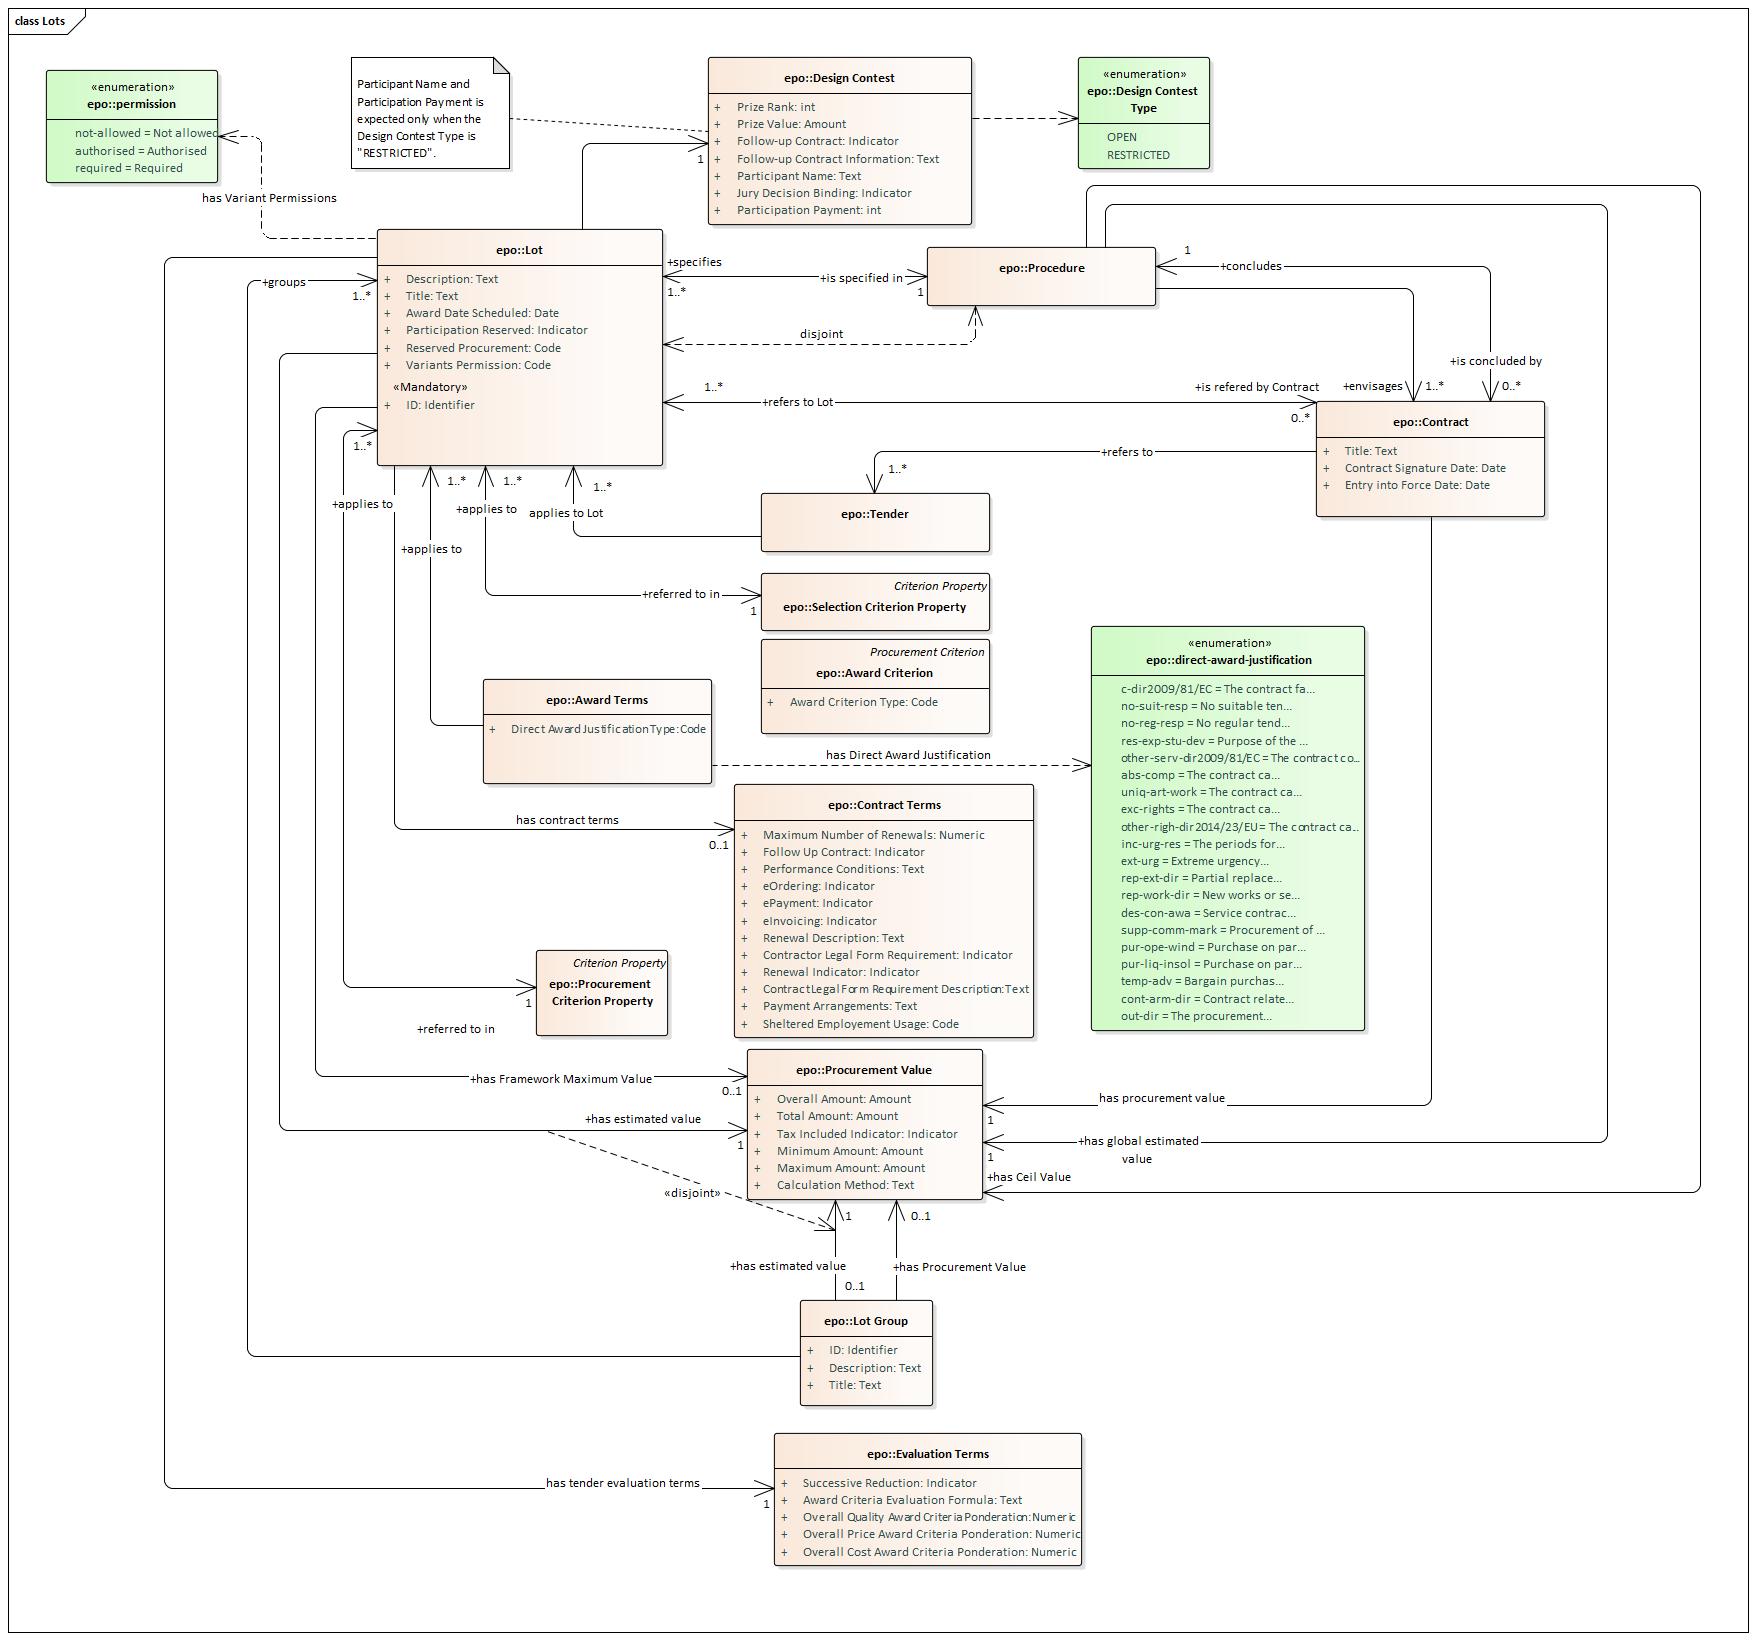 class Lots
«enumeration»
epo::permission
not-allowed = Not allowed
authorised = Authorised
required = Required
has Variant Permissions
Participant Name and
Participation Payment is
expected only when the
Design Contest Type is
"RESTRICTED".
epo::Design Contest
+ Prize Rank: int
+ Prize Value: Amount
+ Follow-up Contract: Indicator
+ Follow-up Contract Information: Text
+ Participant Name: Text
+ Jury Decision Binding: Indicator
+ Participation Payment: int
1
«enumeration»
epo::Design Contest
Type
OPEN
RESTRICTED
epo::Lot
+ Description: Text
+ Title: Text
+ Award Date Scheduled: Date
+ Participation Reserved: Indicator
+ Reserved Procurement: Code
+ Variants Permission: Code
«Mandatory»
+ ID: Identifier
+groups
1..*
+specifies
1..*
+is specified in
1
epo::Procedure
1
+concludes
disjoint
+is concluded by
0..*
+envisages
1..*
1..*
+refers to Lot
+is refered by Contract
0..*
epo::Contract
+ Title: Text
+ Contract Signature Date: Date
+ Entry into Force Date: Date
+refers to
1..*
epo::Tender
1..*
+applies to
1..*
+applies to
1..*
+applies to
1..*
applies to Lot
+referred to in
1
Criterion Property
epo::Selection Criterion Property
Procurement Criterion
epo::Award Criterion
+ Award Criterion Type: Code
epo::Award Terms
+ Direct Award Justification Type: Code
has Direct Award Justification
«enumeration»
epo::direct-award-justification
c-dir2009/81/EC = The contract fa...
no-suit-resp = No suitable ten...
no-reg-resp = No regular tend...
res-exp-stu-dev = Purpose of the ...
other-serv-dir2009/81/EC = The contract co...
abs-comp = The contract ca...
uniq-art-work = The contract ca...
exc-rights = The contract ca...
other-righ-dir2014/23/EU = The contract ca...
inc-urg-res = The periods for...
ext-urg = Extreme urgency...
rep-ext-dir = Partial replace...
rep-work-dir = New works or se...
des-con-awa = Service contrac...
supp-comm-mark = Procurement of ...
pur-ope-wind = Purchase on par...
pur-liq-insol = Purchase on par...
temp-adv = Bargain purchas...
cont-arm-dir = Contract relate...
out-dir = The procurement...
has contract terms
0..1
epo::Contract Terms
+ Maximum Number of Renewals: Numeric
+ Follow Up Contract: Indicator
+ Performance Conditions: Text
+ eOrdering: Indicator
+ ePayment: Indicator
+ eInvoicing: Indicator
+ Renewal Description: Text
+ Contractor Legal Form Requirement: Indicator
+ Renewal Indicator: Indicator
+ Contract Legal Form Requirement Description: Text
+ Payment Arrangements: Text
+ Sheltered Employement Usage: Code
Criterion Property
epo::Procurement
Criterion Property
1
+referred to in
+has Framework Maximum Value
0..1
+has estimated value
1
epo::Procurement Value
+ Overall Amount: Amount
+ Total Amount: Amount
+ Tax Included Indicator: Indicator
+ Minimum Amount: Amount
+ Maximum Amount: Amount
+ Calculation Method: Text
has procurement value
1
+has global estimated
value
1
+has Ceil Value
«disjoint»
1
0..1
+has estimated value
+has Procurement Value
0..1
epo::Lot Group
+ ID: Identifier
+ Description: Text
+ Title: Text
has tender evaluation terms
1
epo::Evaluation Terms
+ Successive Reduction: Indicator
+ Award Criteria Evaluation Formula: Text
+ Overall Quality Award Criteria Ponderation: Numeric
+ Overall Price Award Criteria Ponderation: Numeric
+ Overall Cost Award Criteria Ponderation: Numeric